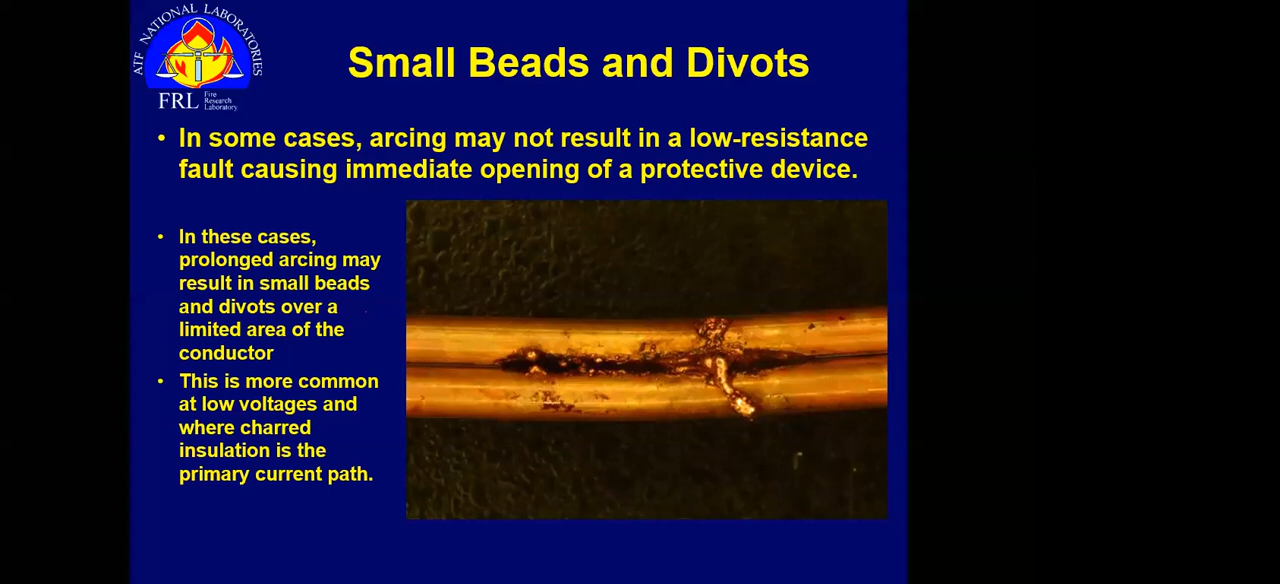 ATF NATIONAL LABORATORIES
FRL
Fire
Research
Laboratory
Small Beads and Divots
• In some cases, arcing may not result in a low-resistance
fault causing immediate opening of a protective device.
• In these cases,
prolonged arcing may
result in small beads
and divots over a
limited area of the
conductor
• This is more common
at low voltages and
where charred
insulation is the
primary current path.